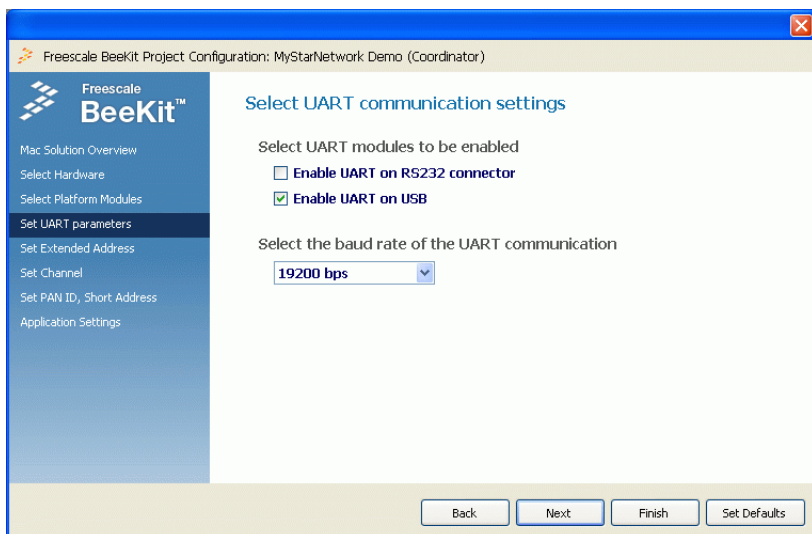 Freescale BeeKit Project Configuration: MyStarNetwork Demo (Coordinator)
Freescale
BeeKit™
Mac Solution Overview
Select Hardware
Select Platform Modules
Set UART parameters
Set Extended Address
Set Channel
Set PAN ID, Short Address
Application Settings
Select UART communication settings
Select UART modules to be enabled
Enable UART on RS232 connector
Enable UART on USB
Select the baud rate of the UART communication
19200 bps
Back Next Finish Set Defaults